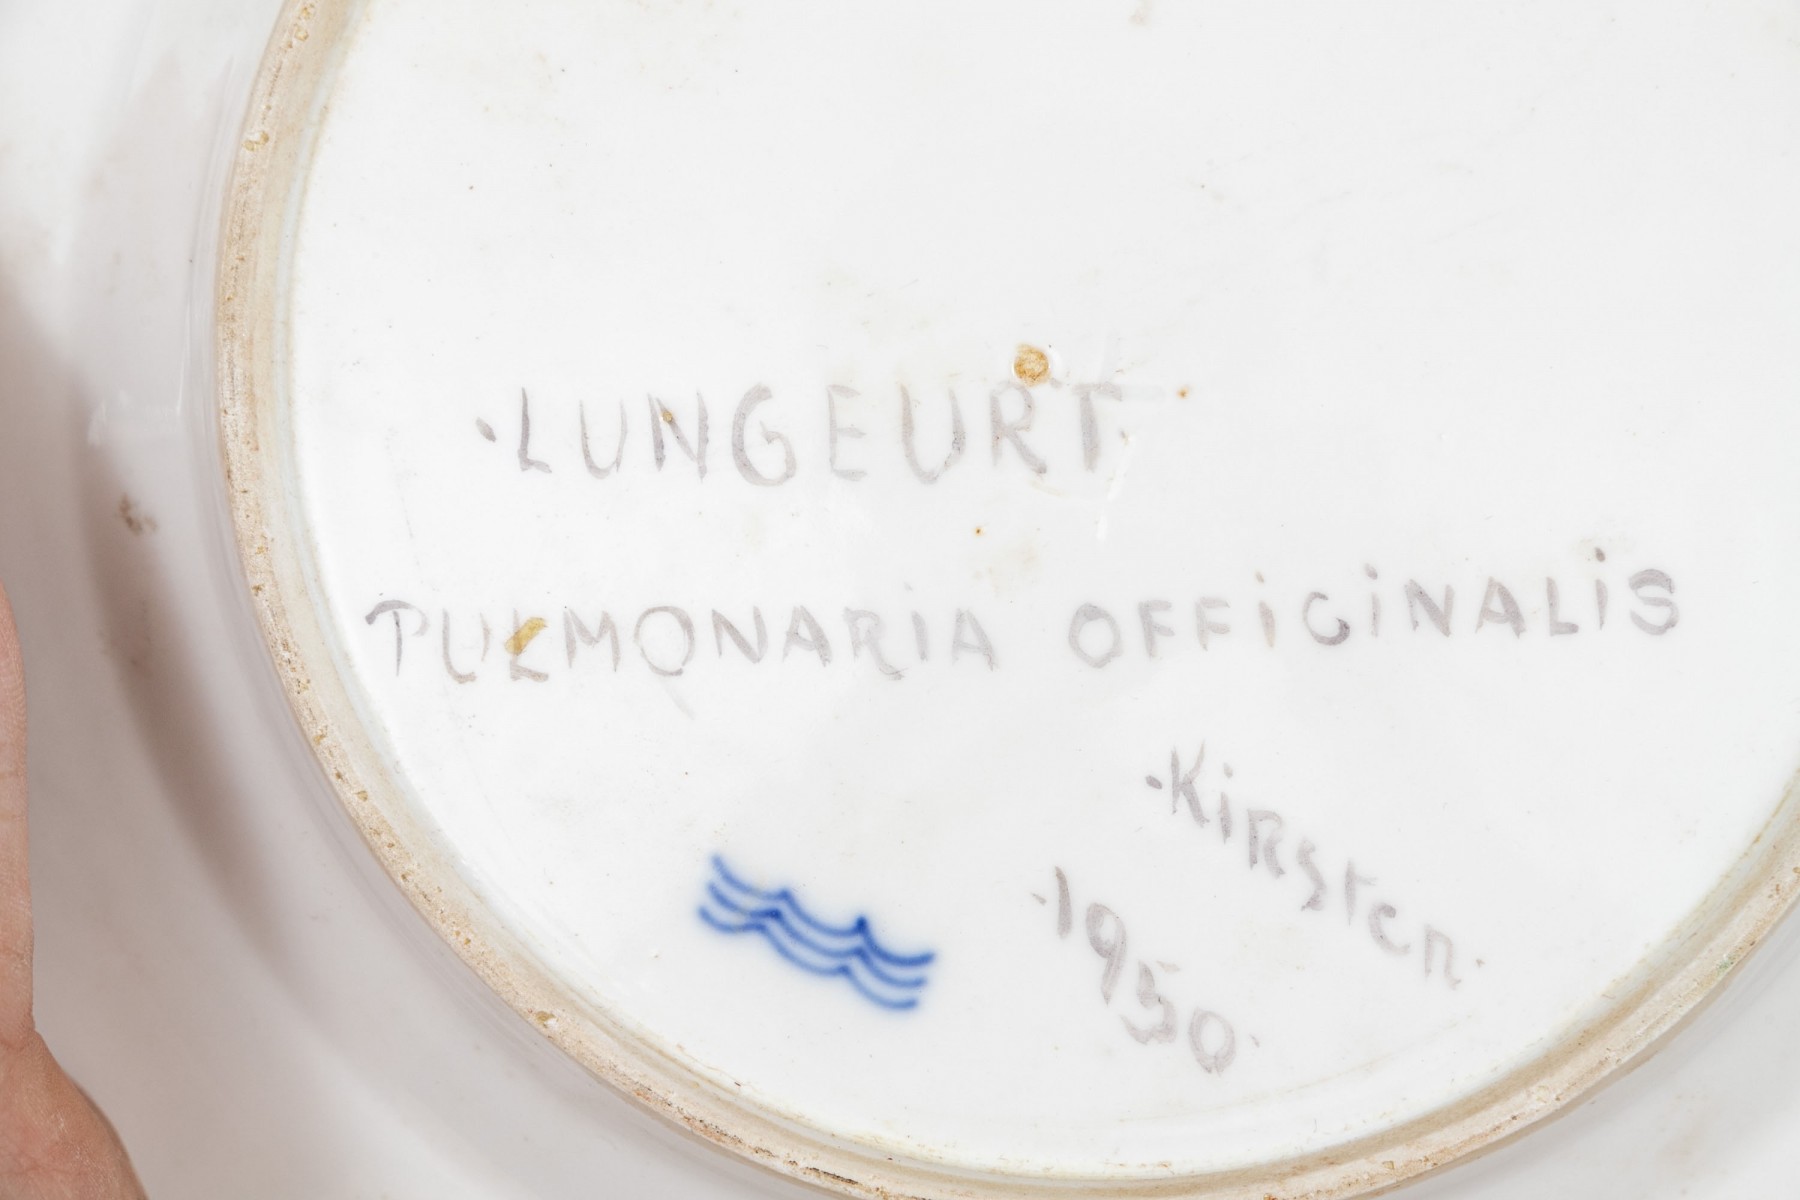 ·LUNGEURT·
PULMONARiA OFFiCiNALiS
·Kirsten·
·1950·